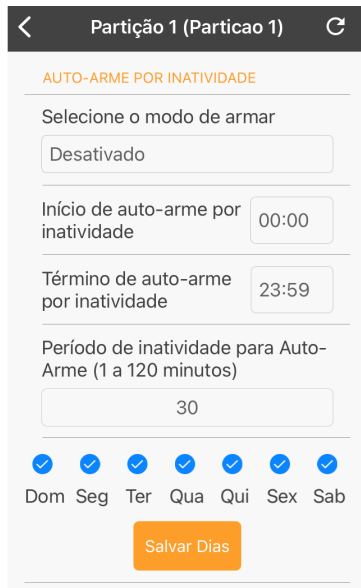 Partição 1 (Particao 1)
AUTO-ARME POR INATIVIDADE
Selecione o modo de armar
Desativado
Início de auto-arme por
inatividade
00:00
Término de auto-arme
por inatividade
23:59
Período de inatividade para Auto-
Arme (1 a 120 minutos)
30
Dom Seg Ter Qua Qui Sex Sab
Salvar Dias